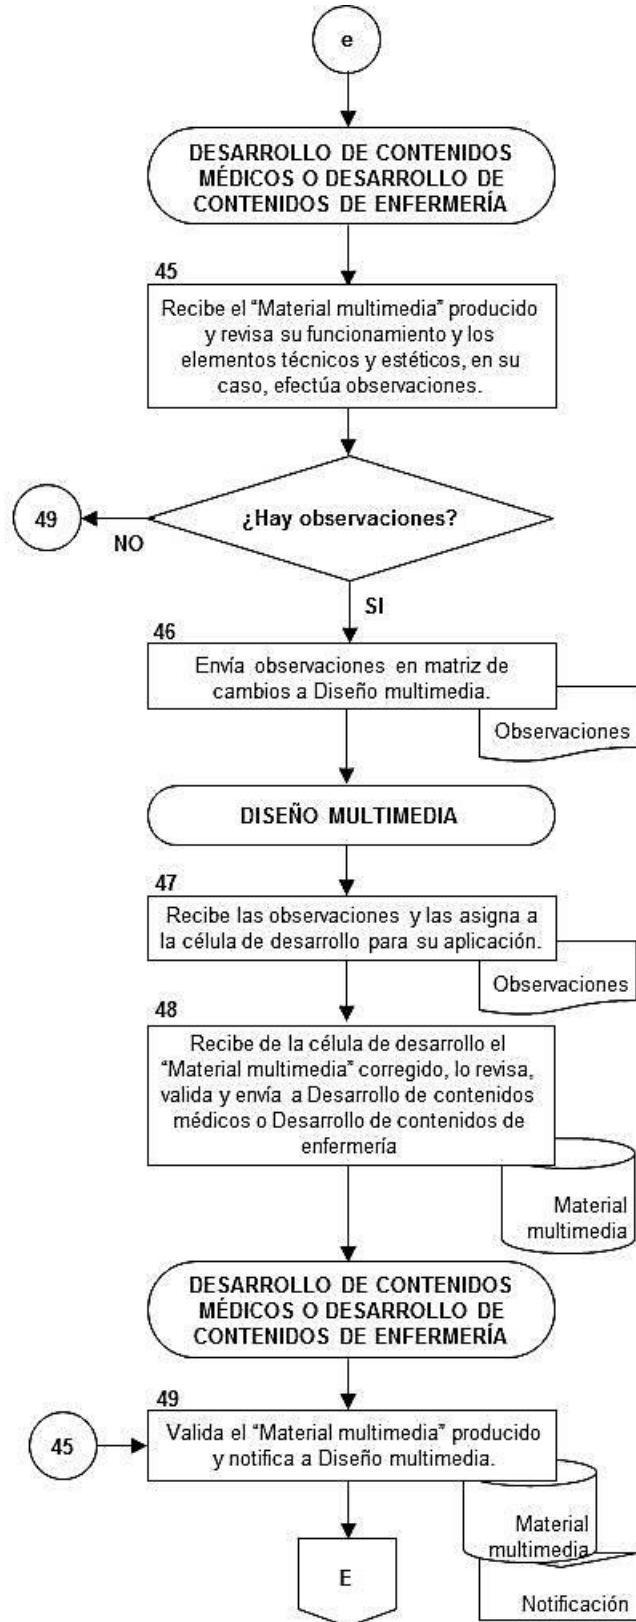 e
DESARROLLO DE CONTENIDOS
MÉDICOS O DESARROLLO DE
CONTENIDOS DE ENFERMERÍA
45
Recibe el “Material multimedia” producido
y revisa su funcionamiento y los
elementos técnicos y estéticos, en su
caso, efectúa observaciones.
¿Hay observaciones?
49
NO
SI
46
Envía observaciones en matriz de
cambios a Diseño multimedia.
Observaciones
DISEÑO MULTIMEDIA
47
Recibe las observaciones y las asigna a
la célula de desarrollo para su aplicación.
Observaciones
48
Recibe de la célula de desarrollo el
“Material multimedia” corregido, lo revisa,
valida y envía a Desarrollo de contenidos
médicos o Desarrollo de contenidos de
enfermería
Material
multimedia
DESARROLLO DE CONTENIDOS
MÉDICOS O DESARROLLO DE
CONTENIDOS DE ENFERMERÍA
49
45
Valida el “Material multimedia” producido
y notifica a Diseño multimedia.
Material
multimedia
E
Notificación